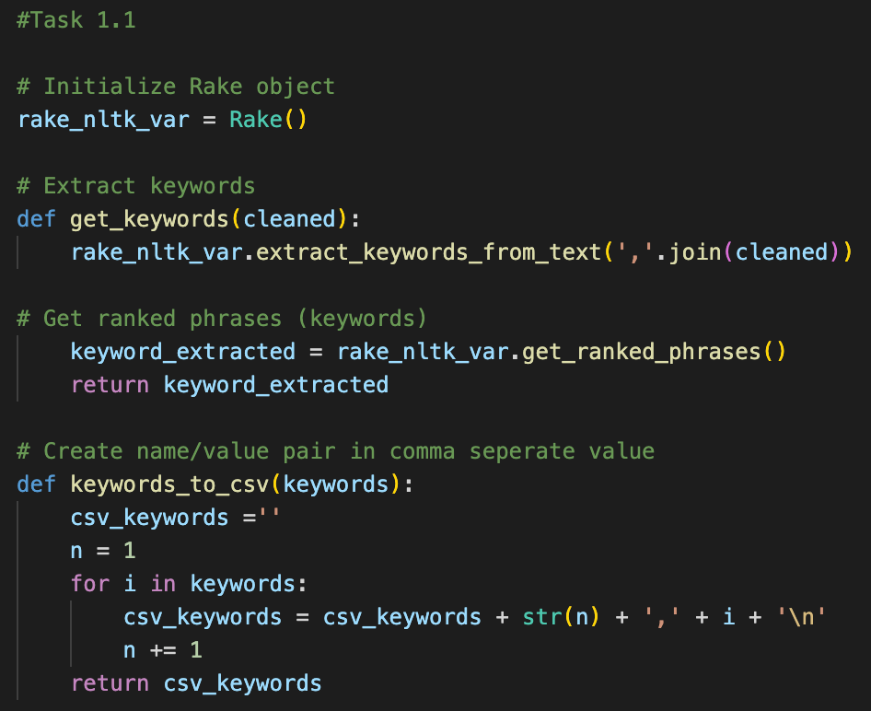 #Task 1.1
# Initialize Rake object
rake_nltk_var = Rake()
# Extract keywords
def get_keywords(cleaned):
    rake_nltk_var.extract_keywords_from_text(','.join(cleaned))
# Get ranked phrases (keywords)
    keyword_extracted = rake_nltk_var.get_ranked_phrases()
    return keyword_extracted
# Create name/value pair in comma seperate value
def keywords_to_csv(keywords):
    csv_keywords =''
    n = 1
    for i in keywords:
        csv_keywords = csv_keywords + str(n) + ',' + i + '\n'
        n += 1
    return csv_keywords